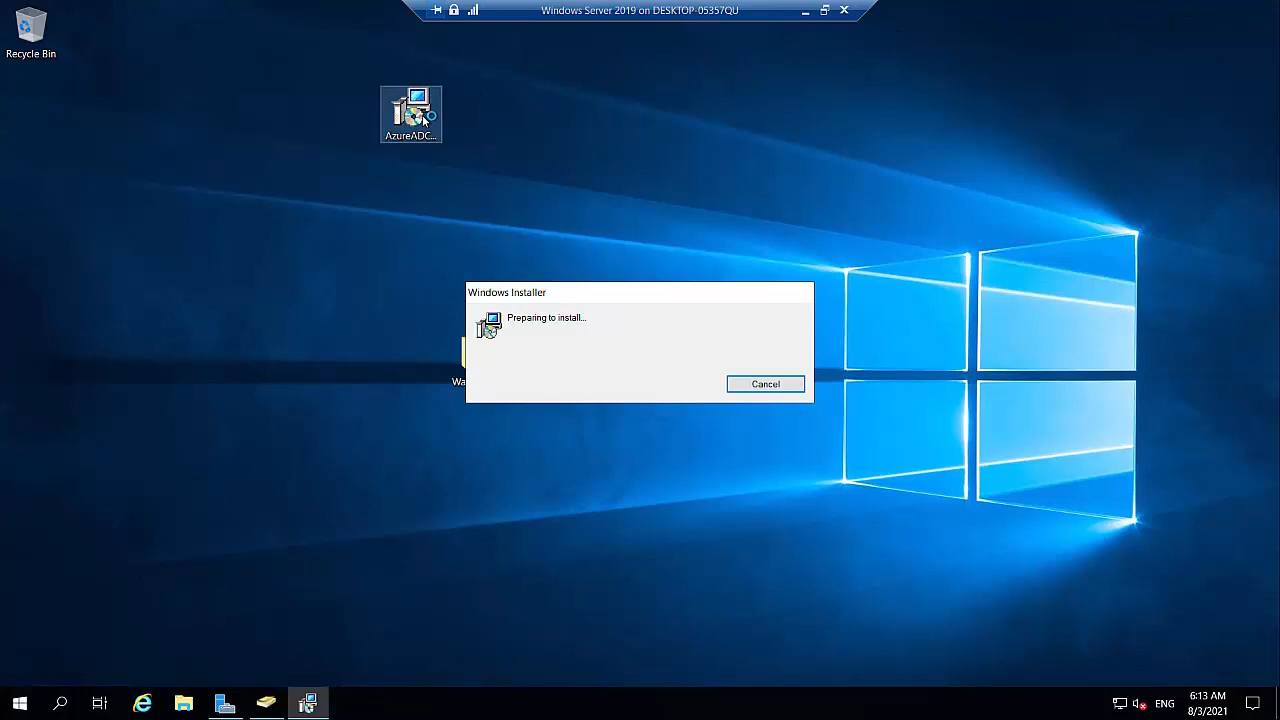 Windows Server 2019 on DESKTOP-05357QU
Recycle Bin
AzureADC...
Windows Installer
Preparing to install...
Wa
Cancel
ENG
6:13 AM
8/3/2021